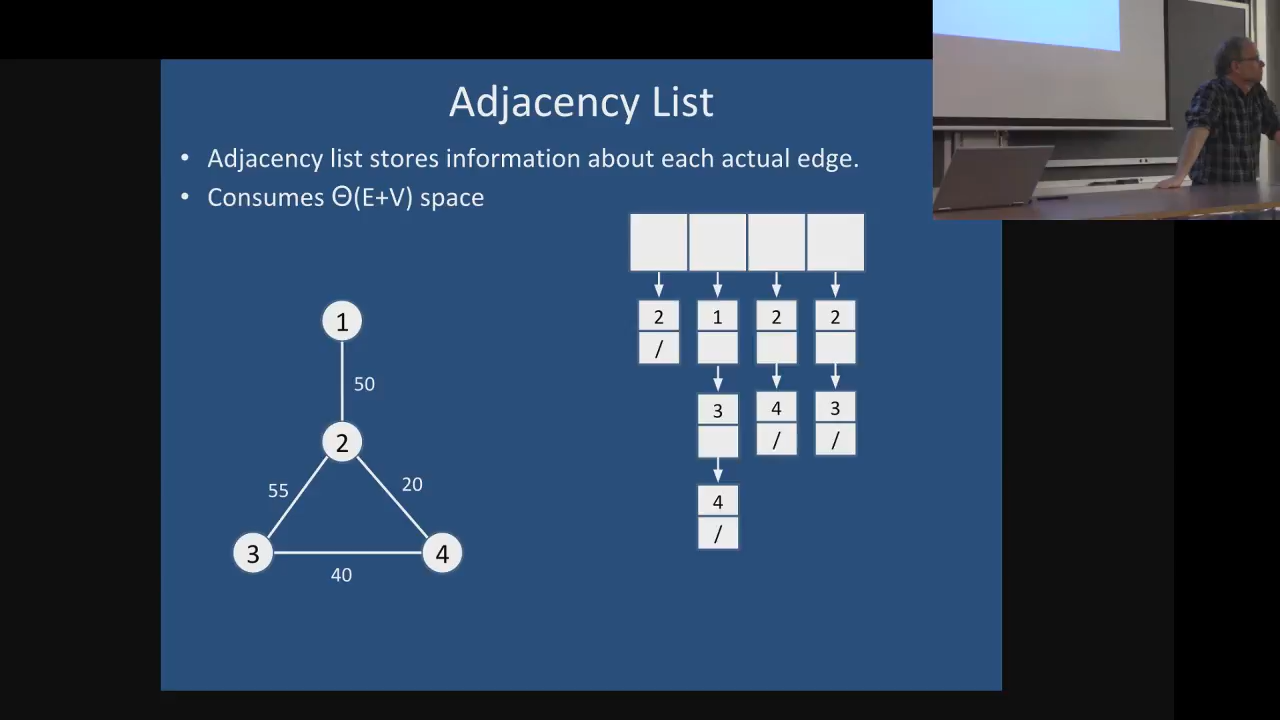 Adjacency List
• Adjacency list stores information about each actual edge.
• Consumes Θ(E+V) space
1
50
2
55
20
3
4
40
2 1 2 2
/
3 4 3
/ /
4
/